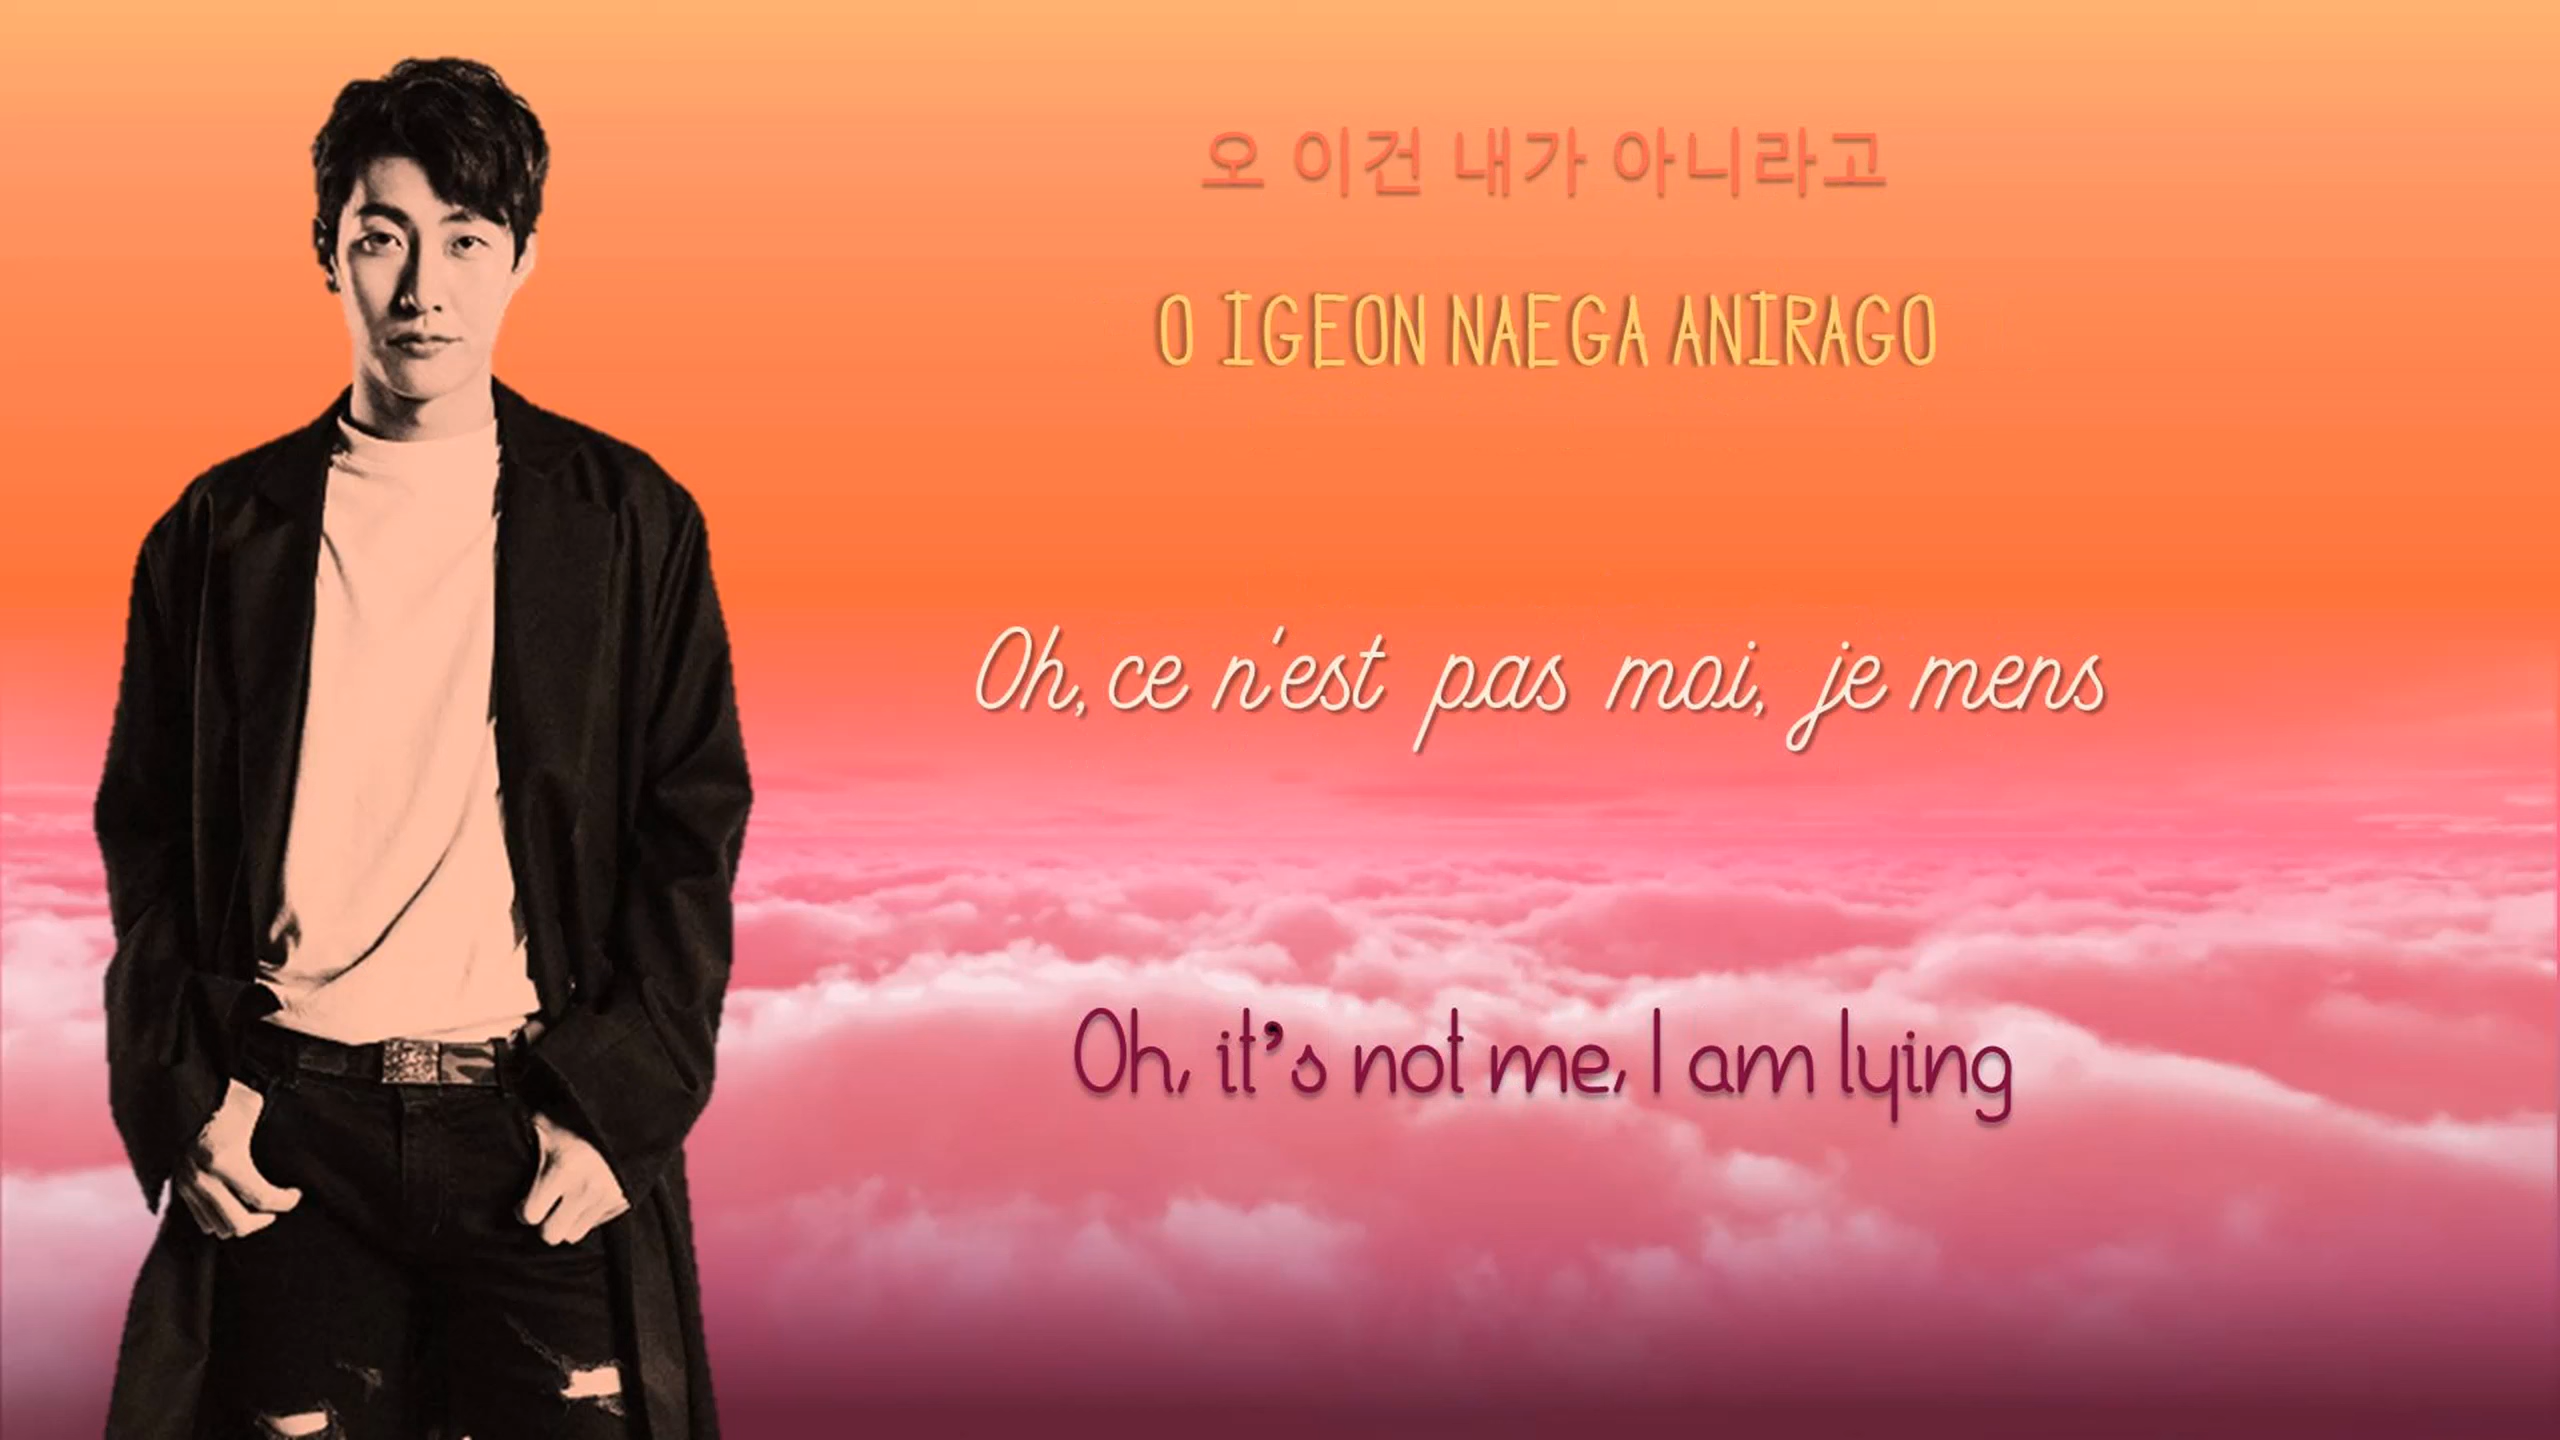 오 이건 내가 아니라고
O IGEON NAEGA ANIRAGO
Oh, ce n'est pas moi, je mens
Oh, it's not me, I am lying